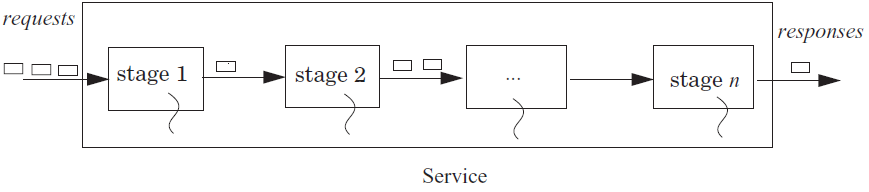 requests
responses
stage 1
stage 2
...
stage n
Service